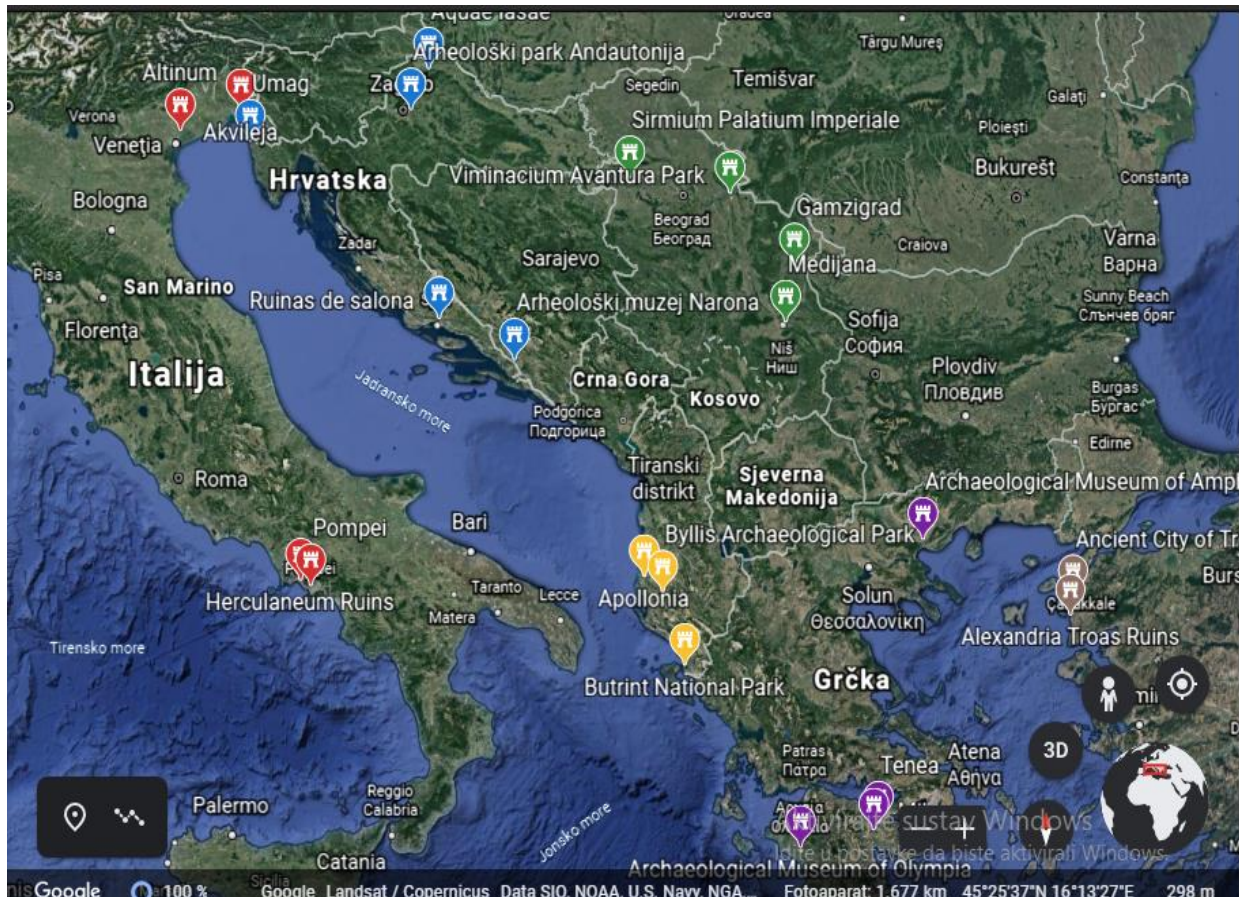 Aquae Iasae
Oradea
Arheološki park Andautonija
Târgu Mureş
Altinum
Umag
Segedin
Temišvar
Galaţi
Verona
Sirmium Palatium Imperiale
Ploieşti
Veneţia
Akvileja
Hrvatska
Viminacium Avantura Park
Bukurešt
Constanţa
Bologna
Beograd
Београд
Gamzigrad
Zadar
Craiova
Varna
Варна
Sarajevo
Medijana
Pisa
San Marino
Ruinas de salona
Arheološki muzej Narona
Sunny Beach
Слънчев бряг
Florenţa
Sofija
София
Niš
Ниш
Italija
Jadransko more
Crna Gora
Plovdiv
Пловдив
Kosovo
Burgas
Бургас
Podgorica
Подгорица
Edirne
Roma
Tiranski
distrikt
Sjeverna
Makedonija
Archaeological Museum of Amp
Pompei
Bari
Byllis Archaeological Park
Ancient City of Tr
Taranto
Lecce
Matera
Herculaneum Ruins
Apollonia
Solun
Θεσσαλονίκη
Burs
Çanakkale
Alexandria Troas Ruins
Tirensko more
Butrint National Park
Grčka
3D
Patras
Πάτρα
Tenea
Atena
Αθήνα
Reggio
Calabria
Palermo
Jonsko more
sustav Windows
Idite u postavke da biste aktivirali Windows.
Catania
Sicilia
Archaeological Museum of Olympia
Google
100 %
Google Landsat / Copernicus Data SIO, NOAA, U.S. Navy, NGA...
Fotoaparat: 1.677 km
45°25'37"N 16°13'27"E
298 m